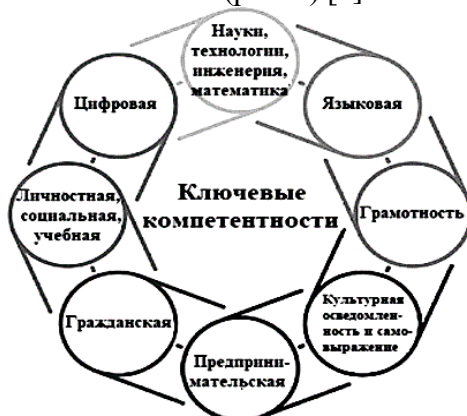 Науки,
технологии,
инженерия,
математика
Цифровая
Языковая
Личностная,
социальная,
учебная
Ключевые
компетентности
Грамотность
Гражданская
Культурная
осведомлен-
ность и само-
выражение
Предприни-
мательская